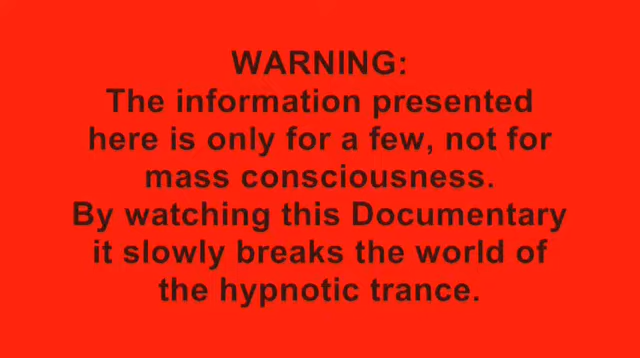 WARNING:
The information presented
here is only for a few, not for
mass consciousness.
By watching this Documentary
it slowly breaks the world of
the hypnotic trance.